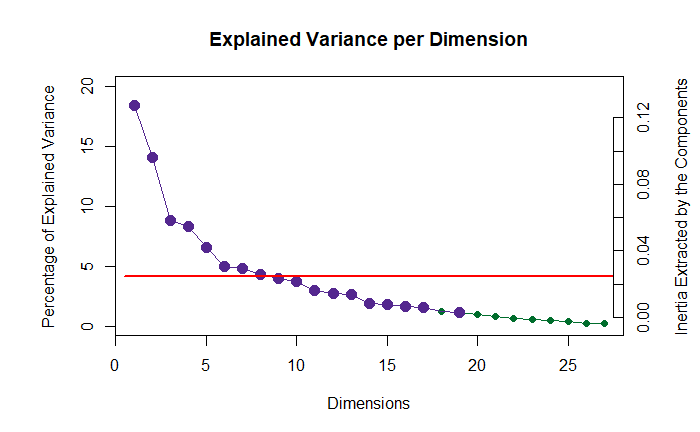 Explained Variance per Dimension
Percentage of Explained Variance
20
15
10
5
0
0.12
0.08
0.04
0.00
Inertia Extracted by the Components
0 5 10 15 20 25
Dimensions